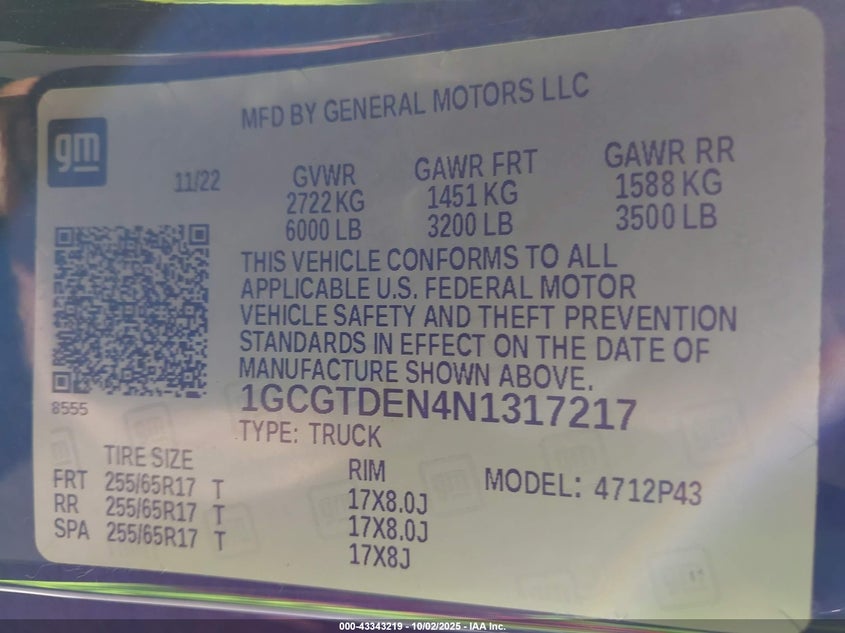 MFD BY GENERAL MOTORS LLC
gm
11/22 GVWR GAWR FRT GAWR RR
2722 KG 1451 KG 1588 KG
6000 LB 3200 LB 3500 LB
THIS VEHICLE CONFORMS TO ALL
APPLICABLE U.S. FEDERAL MOTOR
VEHICLE SAFETY AND THEFT PREVENTION
STANDARDS IN EFFECT ON THE DATE OF
MANUFACTURE SHOWN ABOVE.
8555
1GCGTDEN4N1317217
TYPE: TRUCK
TIRE SIZE RIM MODEL: 4712P43
FRT 255/65R17 T 17X8.0J
RR 255/65R17 T 17X8.0J
SPA 255/65R17 T 17X8J
000-43343219 - 10/02/2025 - IAA Inc.